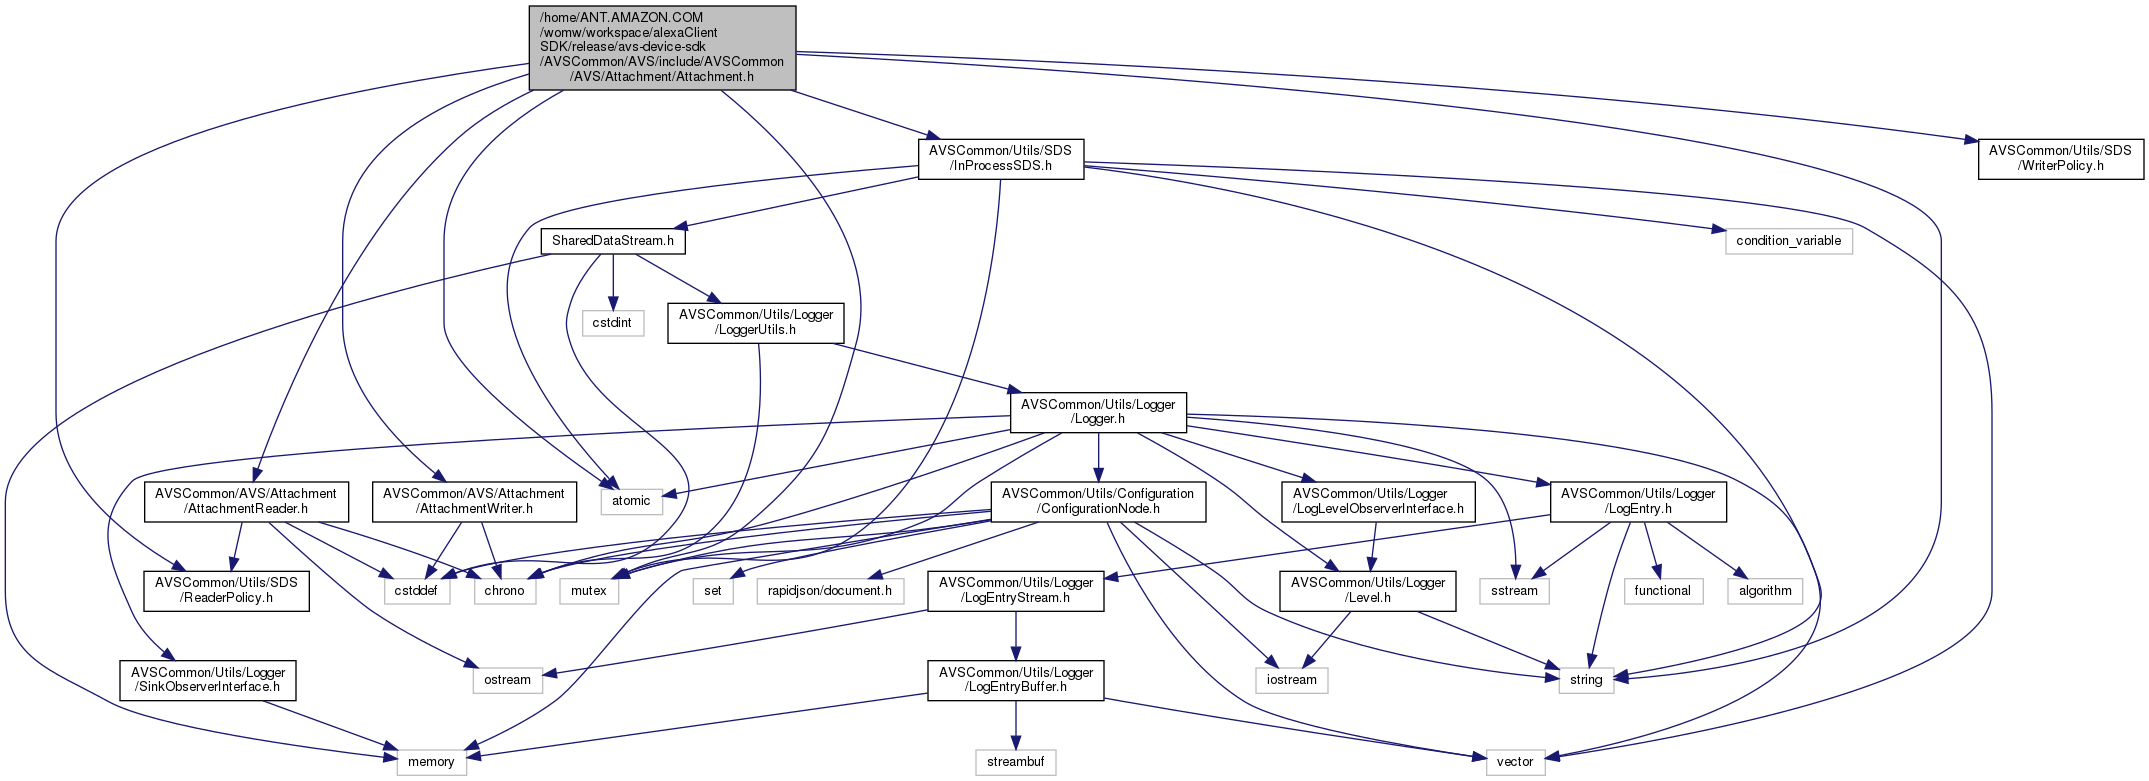 /home/ANT.AMAZON.COM
/womw/workspace/alexaClient
SDK/release/avs-device-sdk
/AVSCommon/AVS/include/AVSCommon
/AVS/Attachment/Attachment.h
AVSCommon/Utils/SDS
/InProcessSDS.h
AVSCommon/Utils/SDS
/WriterPolicy.h
SharedDataStream.h
condition_variable
cstdint
AVSCommon/Utils/Logger
/LoggerUtils.h
AVSCommon/Utils/Logger
/Logger.h
AVSCommon/AVS/Attachment
/AttachmentReader.h
AVSCommon/AVS/Attachment
/AttachmentWriter.h
atomic
AVSCommon/Utils/Configuration
/ConfigurationNode.h
AVSCommon/Utils/Logger
/LogLevelObserverInterface.h
AVSCommon/Utils/Logger
/LogEntry.h
AVSCommon/Utils/SDS
/ReaderPolicy.h
cstddef
chrono
mutex
set
rapidjson/document.h
AVSCommon/Utils/Logger
/LogEntryStream.h
AVSCommon/Utils/Logger
/Level.h
sstream
functional
algorithm
AVSCommon/Utils/Logger
/SinkObserverInterface.h
ostream
AVSCommon/Utils/Logger
/LogEntryBuffer.h
iostream
string
memory
streambuf
vector